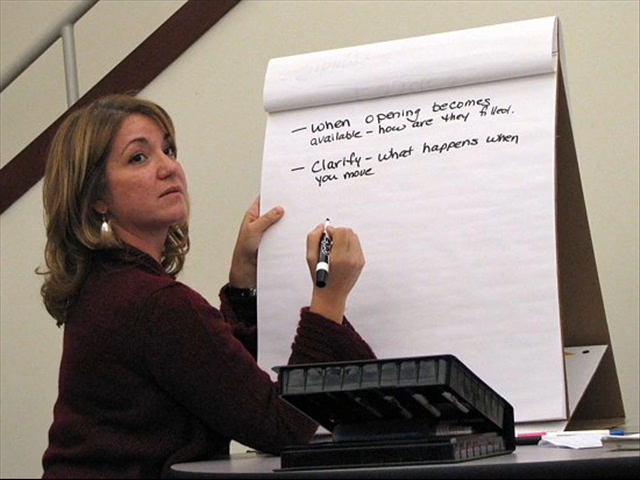 — When opening becomes
available - how are they filled.
— Clarify - what happens when
you move